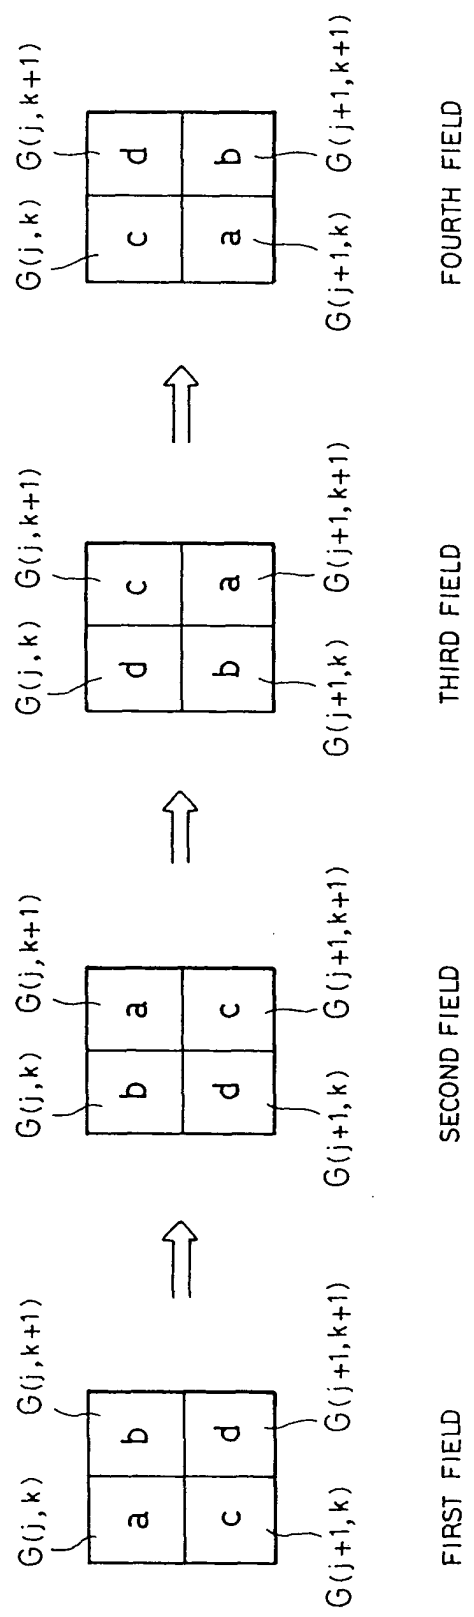 G(j,k) G(j,k+1)
a b
c d
G(j+1,k) G(j+1,k+1)
FIRST FIELD
G(j,k) G(j,k+1)
b a
d c
G(j+1,k) G(j+1,k+1)
SECOND FIELD
G(j,k) G(j,k+1)
d c
b a
G(j+1,k) G(j+1,k+1)
THIRD FIELD
G(j,k) G(j,k+1)
c d
a b
G(j+1,k) G(j+1,k+1)
FOURTH FIELD